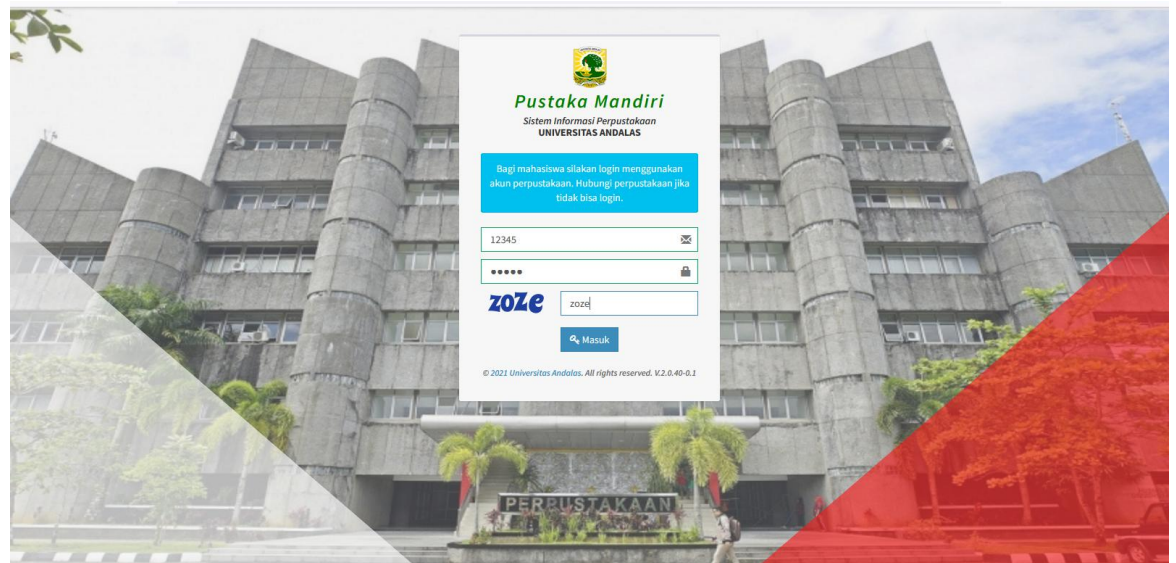 Pustaka Mandiri
Sistem Informasi Perpustakaan
UNIVERSITAS ANDALAS
Bagi mahasiswa silakan login menggunakan
akun perpustakaan. Hubungi perpustakaan jika
tidak bisa login.
12345
•••••
zoze zoze
Masuk
© 2021 Universitas Andalas. All rights reserved. V.2.0.40-0.1
PERPUSTAKAAN